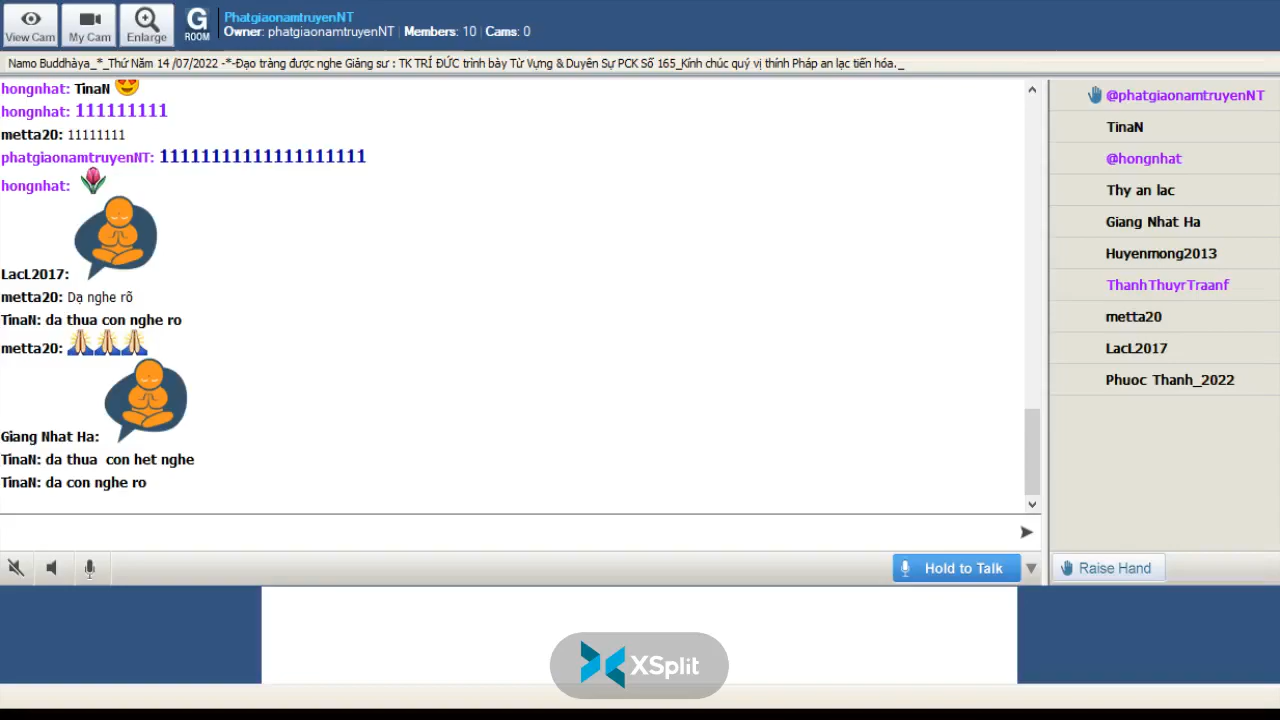 View Cam
My Cam
Enlarge
G
ROOM
PhatgiaonamtruyenNT
Owner: phatgiaonamtruyenNT | Members: 10 | Cams: 0
Namo Buddhàya_*_Thứ Năm 14 /07/2022 -*-Đạo tràng được nghe Giảng sư : TK TRÍ ĐỨC trình bày Từ Vựng & Duyên Sự PCK Số 165_Kính chúc quý vị thính Pháp an lạc tiến hóa._
hongnhat: TinaN
hongnhat: 111111111
metta20: 11111111
phatgiaonamtruyenNT: 11111111111111111111
hongnhat:
LacL2017:
metta20: Dạ nghe rõ
TinaN: da thua con nghe ro
metta20:
Giang Nhat Ha:
TinaN: da thua  con het nghe
TinaN: da con nghe ro
@phatgiaonamtruyenNT
TinaN
@hongnhat
Thy an lac
Giang Nhat Ha
Huyenmong2013
ThanhThuyrTraanf
metta20
LacL2017
Phuoc Thanh_2022
Hold to Talk
Raise Hand
XSplit